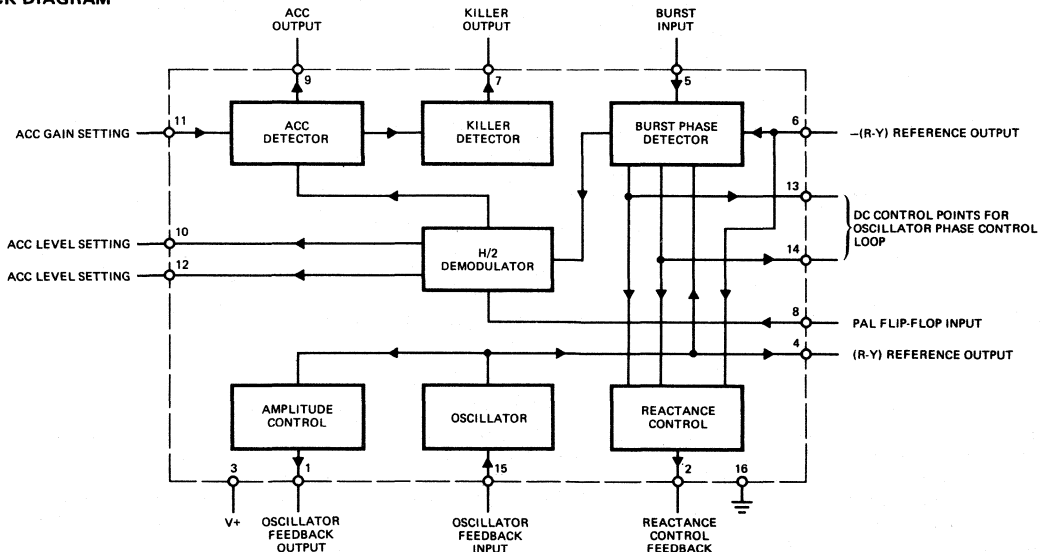 CK DIAGRAM
ACC
OUTPUT
KILLER
OUTPUT
BURST
INPUT
9
7
5
11
6
ACC GAIN SETTING
ACC
DETECTOR
KILLER
DETECTOR
BURST PHASE
DETECTOR
–(R-Y) REFERENCE OUTPUT
13
DC CONTROL POINTS FOR
OSCILLATOR PHASE CONTROL
LOOP
14
10
ACC LEVEL SETTING
12
ACC LEVEL SETTING
H/2
DEMODULATOR
8
PAL FLIP-FLOP INPUT
4
(R-Y) REFERENCE OUTPUT
AMPLITUDE
CONTROL
OSCILLATOR
REACTANCE
CONTROL
3
1
15
2
16
V+
OSCILLATOR
FEEDBACK
OUTPUT
OSCILLATOR
FEEDBACK
INPUT
REACTANCE
CONTROL
FEEDBACK